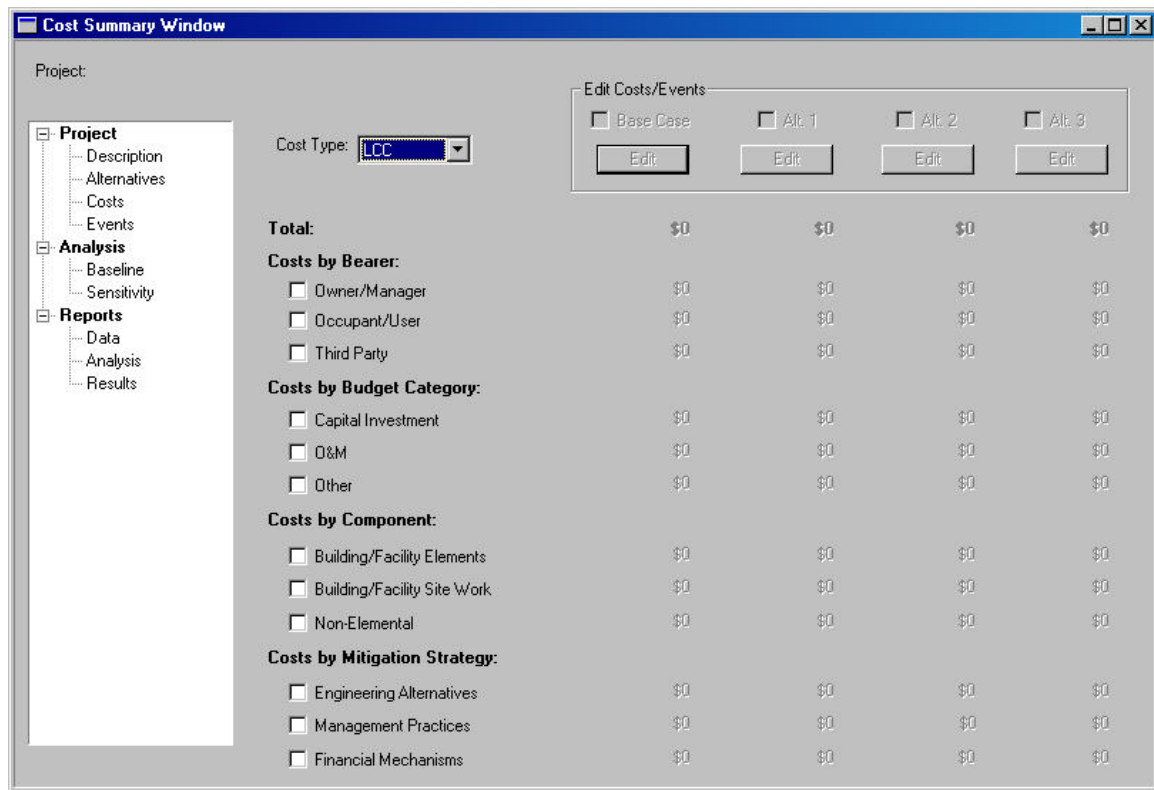 Cost Summary Window
Project:
Edit Costs/Events
Base Case Alt. 1 Alt. 2 Alt. 3
Cost Type: LCC
Edit Edit Edit Edit
Project
Description
Alternatives
Costs
Events
Analysis
Baseline
Sensitivity
Reports
Data
Analysis
Results
Total: $0 $0 $0 $0
Costs by Bearer:
Owner/Manager $0 $0 $0 $0
Occupant/User $0 $0 $0 $0
Third Party $0 $0 $0 $0
Costs by Budget Category:
Capital Investment $0 $0 $0 $0
O&M $0 $0 $0 $0
Other $0 $0 $0 $0
Costs by Component:
Building/Facility Elements $0 $0 $0 $0
Building/Facility Site Work $0 $0 $0 $0
Non-Elemental $0 $0 $0 $0
Costs by Mitigation Strategy:
Engineering Alternatives $0 $0 $0 $0
Management Practices $0 $0 $0 $0
Financial Mechanisms $0 $0 $0 $0